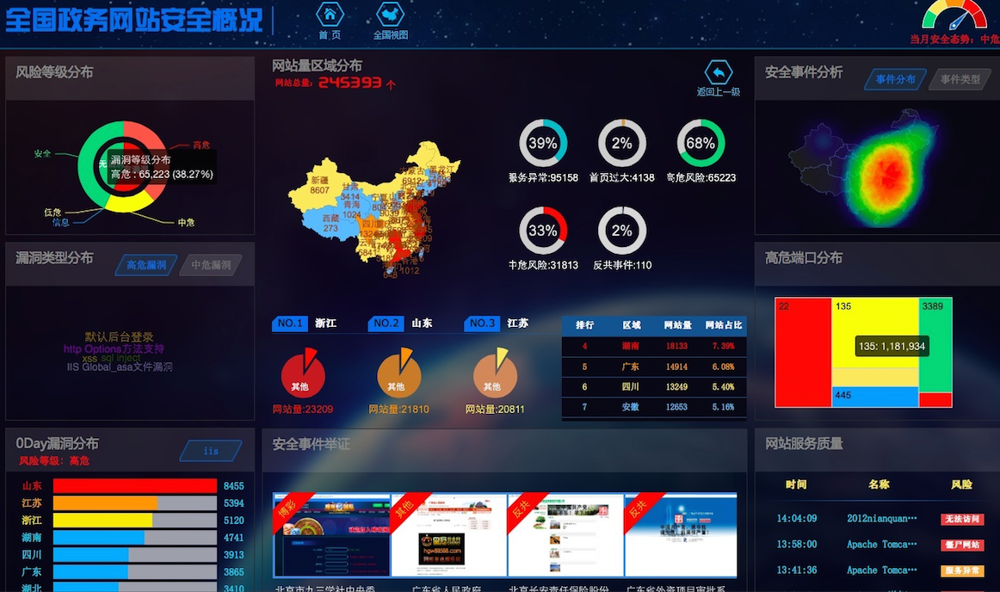 全国政务网站安全概况
首页
全国视图
当月安全态势：中危
风险等级分布
安全
高危
漏洞等级分布
高危 : 65,223 (38.27%)
低危
信息
中危
漏洞类型分布
高危漏洞
中危漏洞
默认后台登录
http Options方法支持
xss sql inject
IIS Global_asa文件漏洞
0Day漏洞分布
风险等级：高危
iis
山东 8455
江苏 5394
浙江 5120
湖南 4741
四川 3913
广东 3865
湖北 3410
网站量区域分布
网站总量：245393 个
返回上一级
新疆
8607
甘肃
3414
青海
1024
西藏
273
内蒙古
6912
黑龙江
宁夏
四川
重庆
1012
39%
服务异常:95158
2%
首页过大:4138
68%
高危风险:65223
33%
中危风险:31813
2%
反共事件:110
NO.1 浙江
NO.2 山东
NO.3 江苏
其他
其他
其他
网站量:23209
网站量:21810
网站量:20811
排行 区域 网站量 网站占比
4 湖南 18133 7.39%
5 广东 14914 6.08%
6 四川 13249 5.40%
7 安徽 12653 5.16%
安全事件举证
博彩
其他
反共
反共
hgw88588.com
北京市九三学社中央委
广东省人民政府
北京长安责任保险股份
广东省外资项目审批系
安全事件分析
事件分布
事件类型
高危端口分布
22
135
3389
135: 1,181,934
445
网站服务质量
时间 名称 风险
14:04:09 2012nianquan··· 无法访问
13:58:00 Apache Tomca··· 僵尸网站
13:41:36 Apache Tomca··· 服务异常